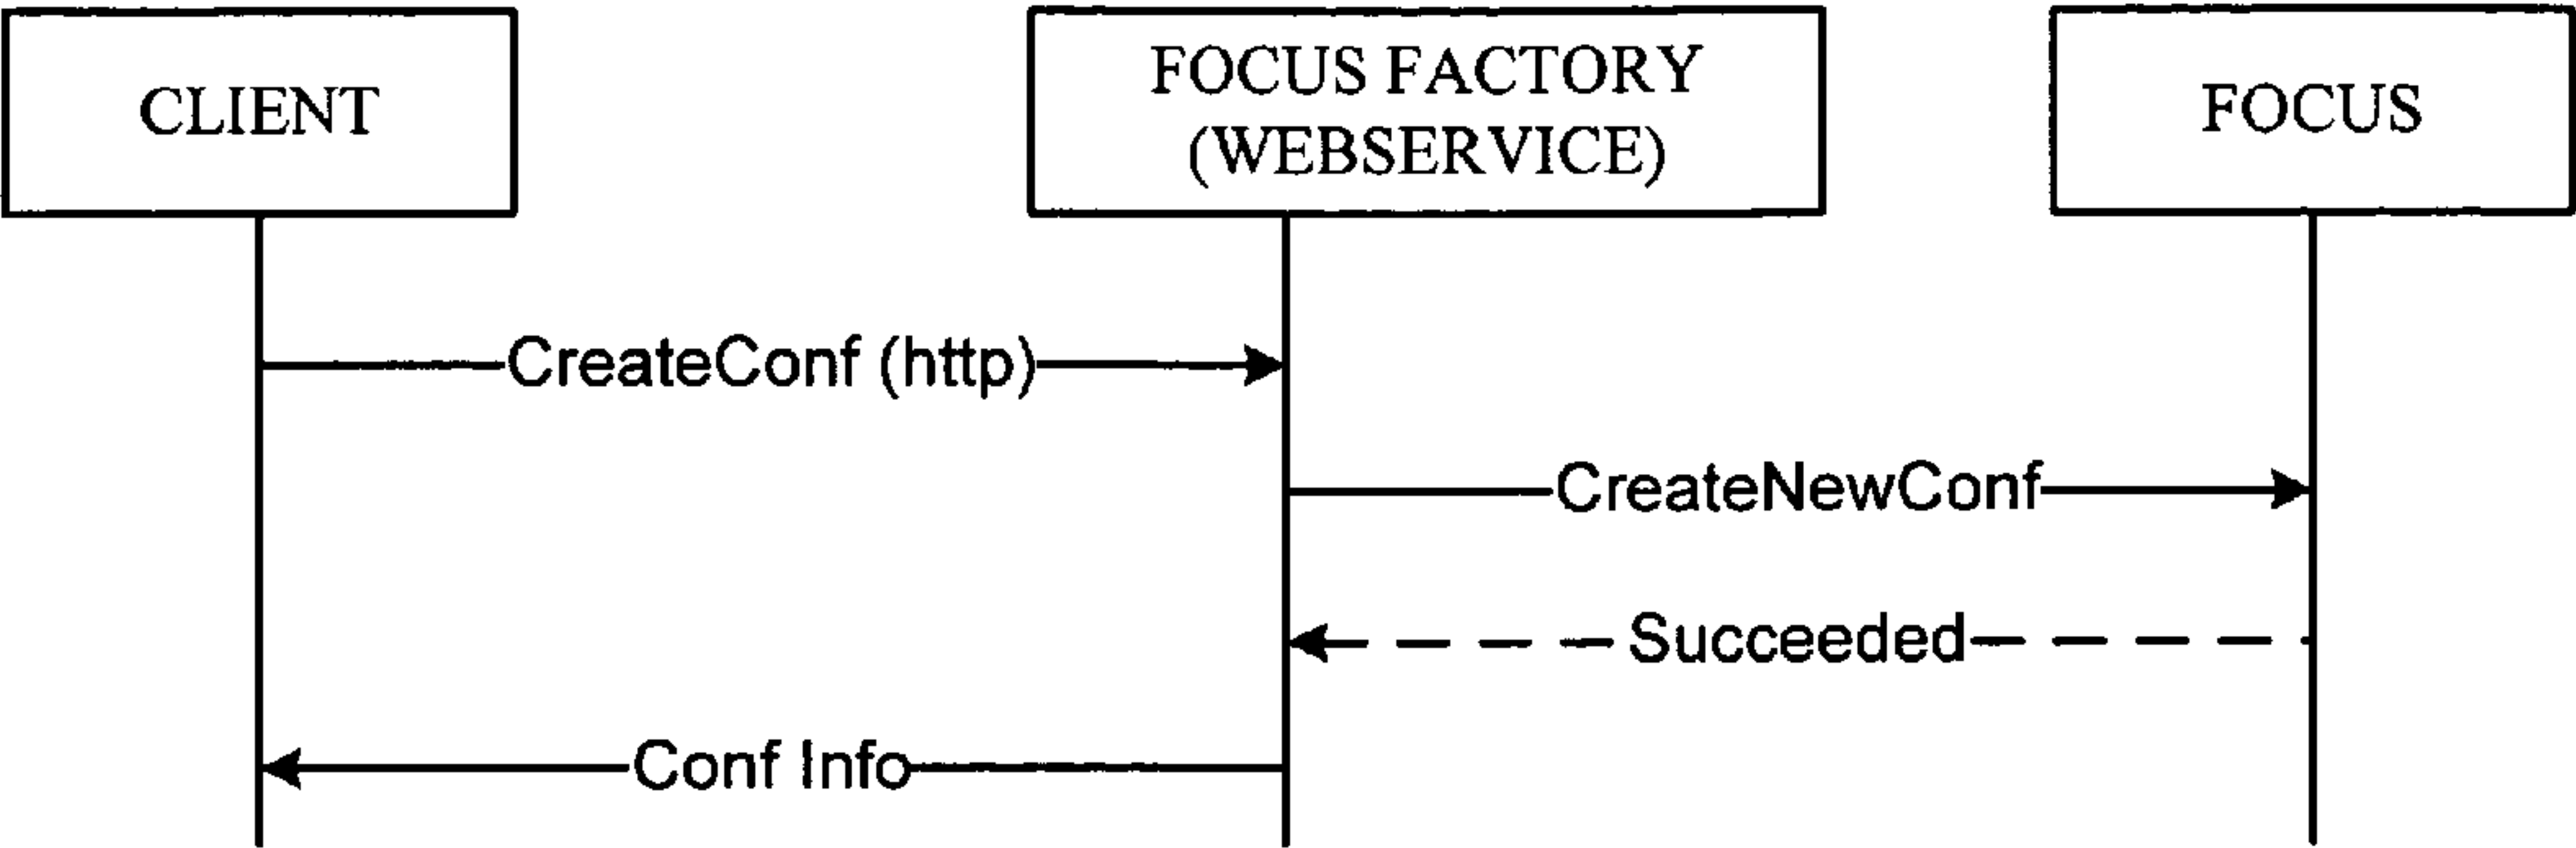 CLIENT
FOCUS FACTORY
(WEBSERVICE)
FOCUS
CreateConf (http)
CreateNewConf
Succeeded
Conf Info